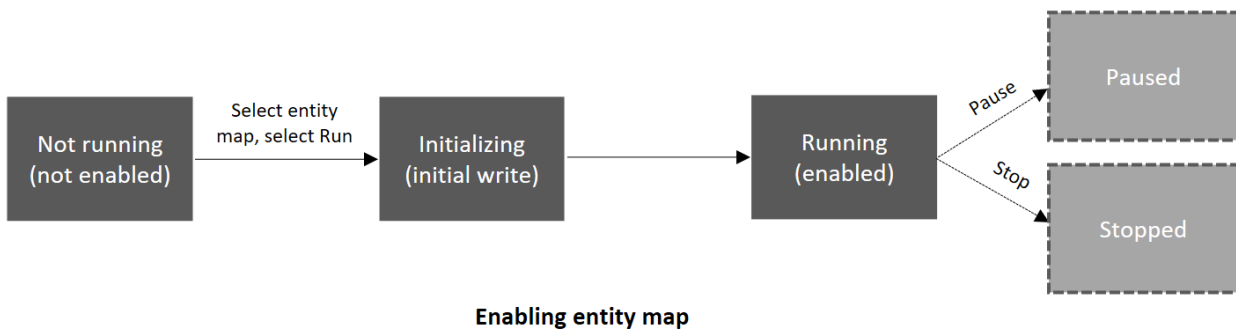 Not running
(not enabled)
Select entity
map, select Run
Initializing
(initial write)
Running
(enabled)
Pause
Paused
Stop
Stopped
Enabling entity map